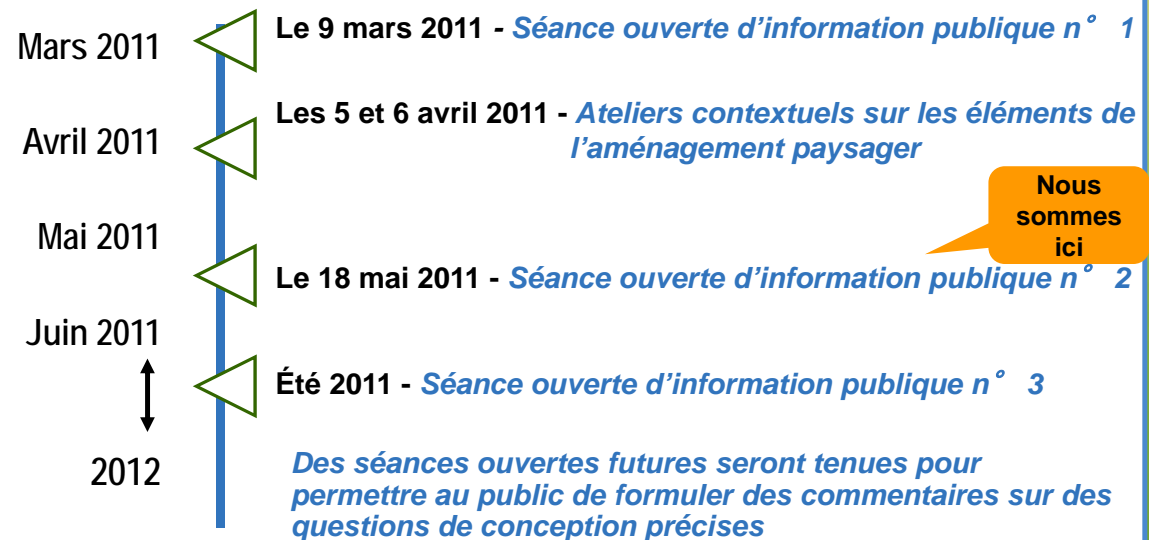 Mars 2011
Le 9 mars 2011 - Séance ouverte d’information publique n° 1
Avril 2011
Les 5 et 6 avril 2011 - Ateliers contextuels sur les éléments de
l’aménagement paysager
Nous
sommes
ici
Mai 2011
Le 18 mai 2011 - Séance ouverte d’information publique n° 2
Juin 2011
Été 2011 - Séance ouverte d’information publique n° 3
2012
Des séances ouvertes futures seront tenues pour
permettre au public de formuler des commentaires sur des
questions de conception précises